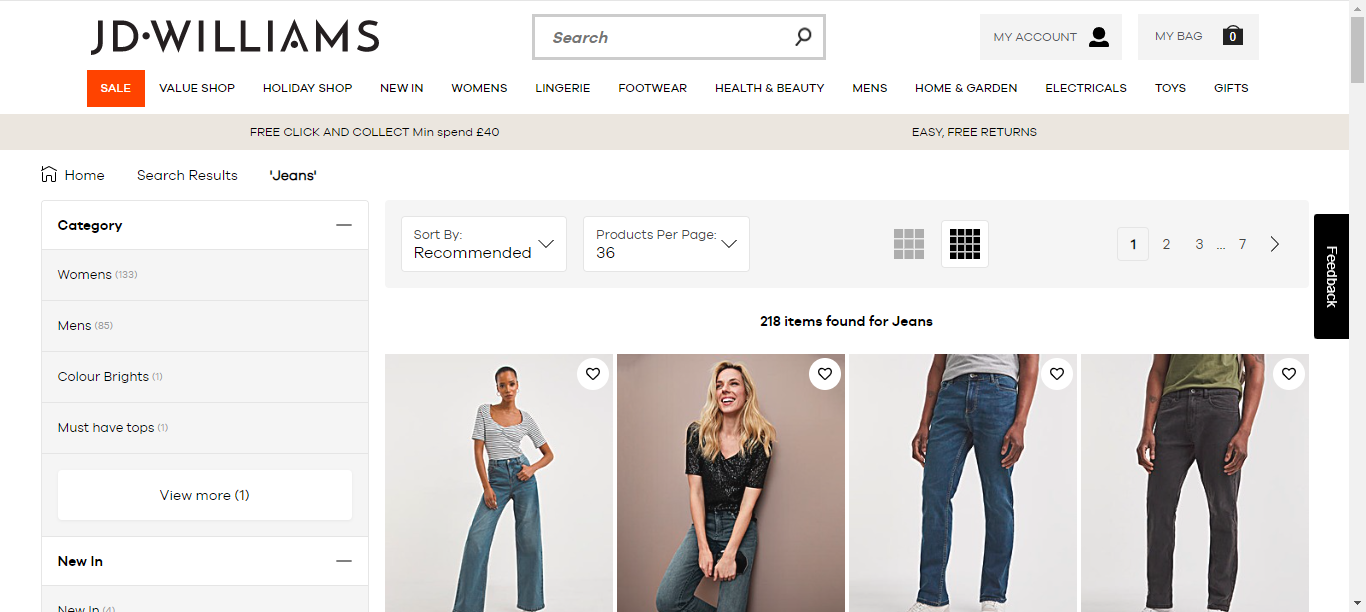 JD·WILLIAMS
Search
MY ACCOUNT
MY BAG
0
SALE
VALUE SHOP
HOLIDAY SHOP
NEW IN
WOMENS
LINGERIE
FOOTWEAR
HEALTH & BEAUTY
MENS
HOME & GARDEN
ELECTRICALS
TOYS
GIFTS
FREE CLICK AND COLLECT Min spend £40
EASY, FREE RETURNS
Home
Search Results
'Jeans'
Category
Womens (133)
Mens (85)
Colour Brights (1)
Must have tops (1)
View more (1)
New In
New In (4)
Sort By:
Recommended
Products Per Page:
36
1 2 3 ... 7
218 items found for Jeans
Feedback